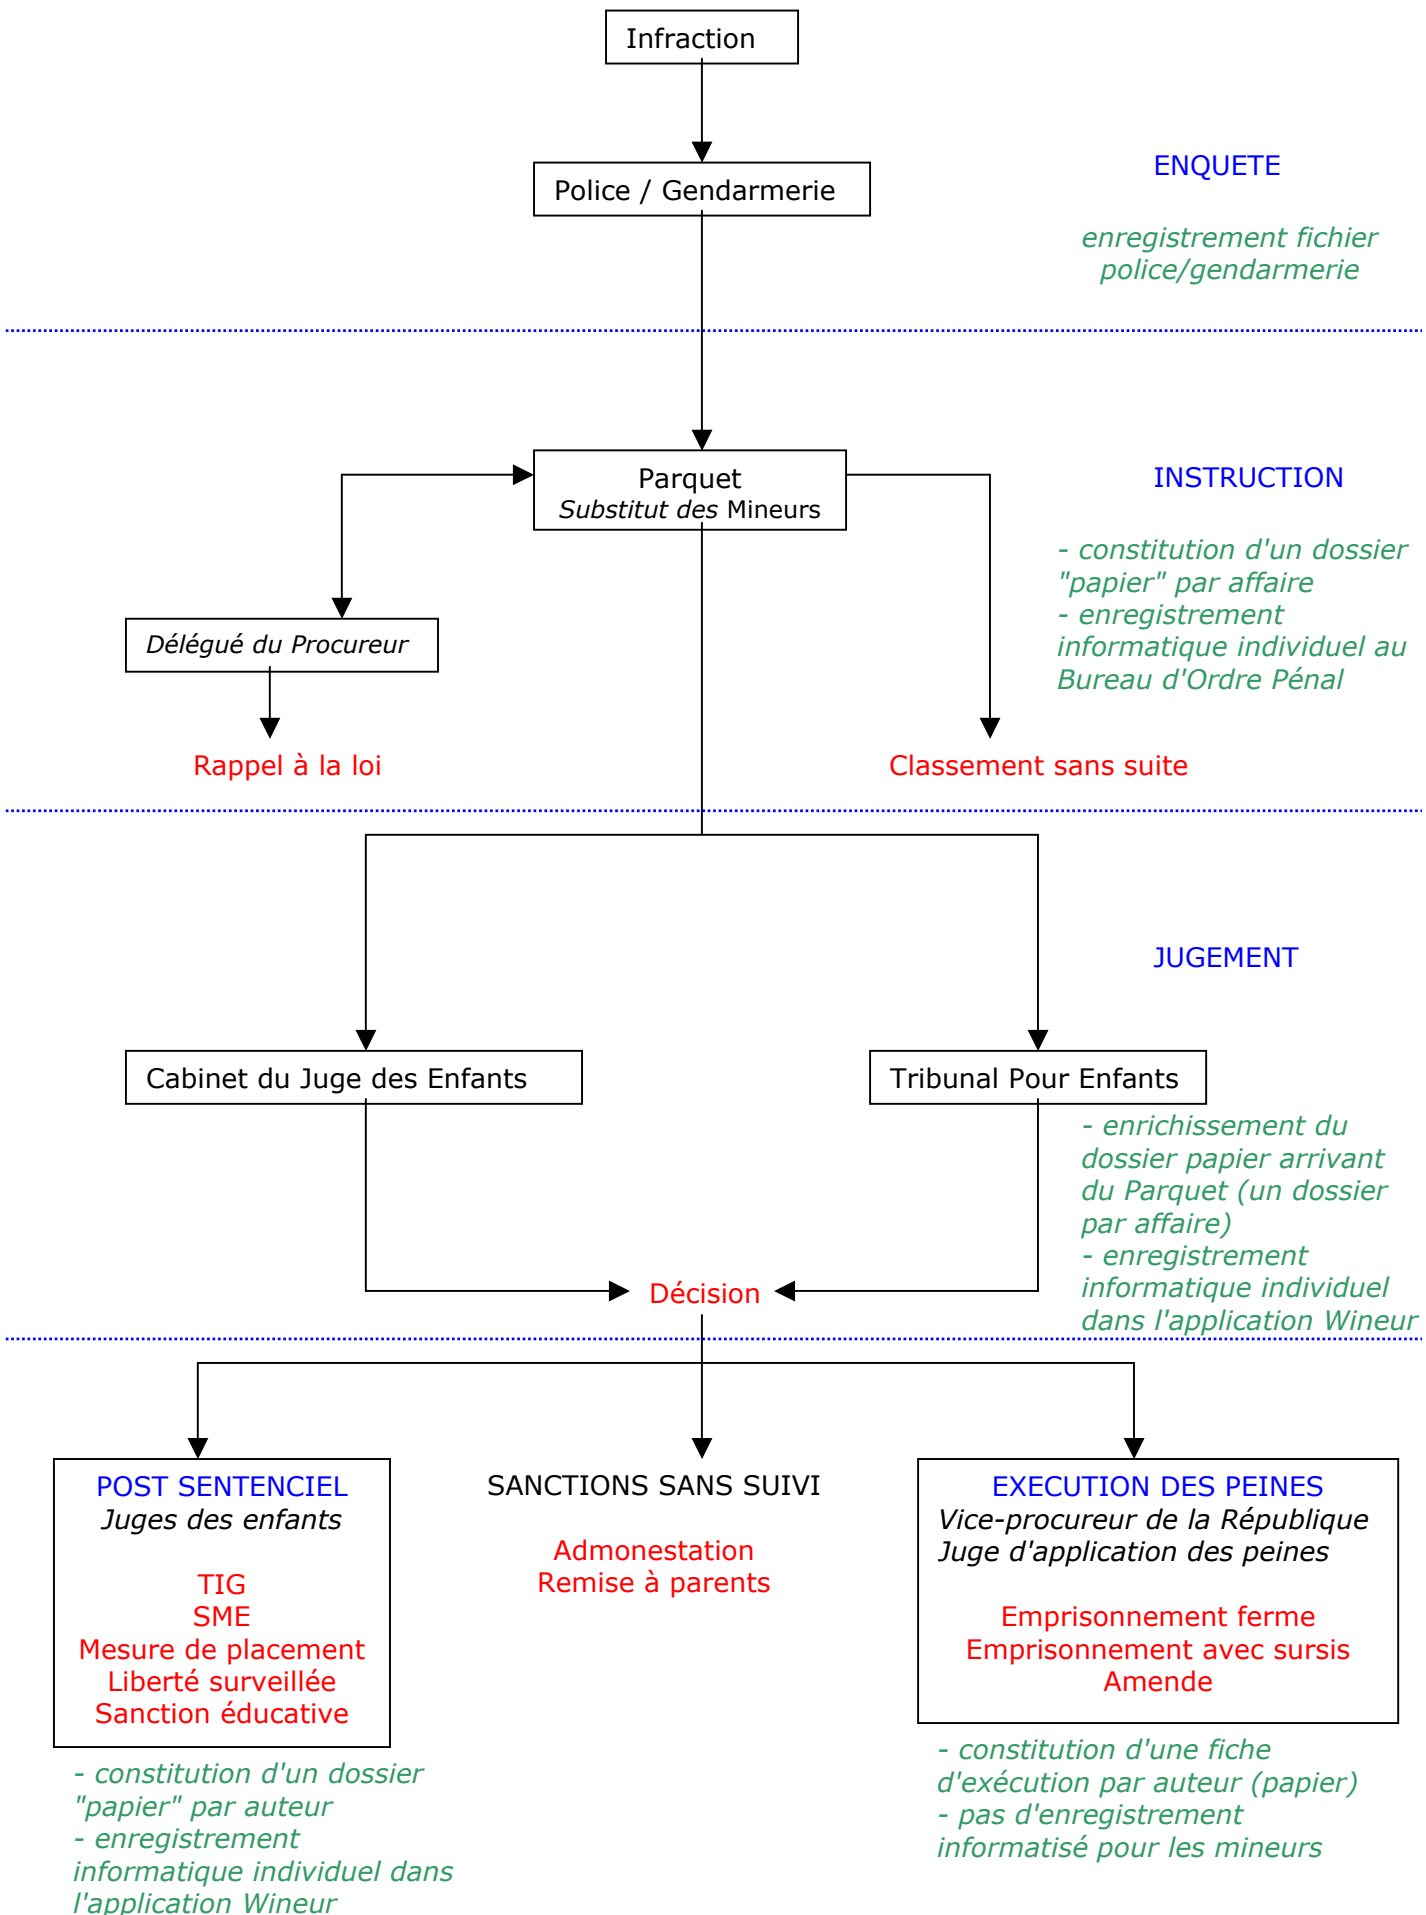 Infraction
ENQUETE
Police / Gendarmerie
enregistrement fichier
police/gendarmerie
Parquet
Substitut des Mineurs
INSTRUCTION
- constitution d'un dossier
"papier" par affaire
- enregistrement
informatique individuel au
Bureau d'Ordre Pénal
Délégué du Procureur
Rappel à la loi
Classement sans suite
JUGEMENT
Cabinet du Juge des Enfants
Tribunal Pour Enfants
- enrichissement du
dossier papier arrivant
du Parquet (un dossier
par affaire)
- enregistrement
informatique individuel
dans l'application Wineur
Décision
POST SENTENCIEL
Juges des enfants
TIG
SME
Mesure de placement
Liberté surveillée
Sanction éducative
- constitution d'un dossier
"papier" par auteur
- enregistrement
informatique individuel dans
l'application Wineur
SANCTIONS SANS SUIVI
Admonestation
Remise à parents
EXECUTION DES PEINES
Vice-procureur de la République
Juge d'application des peines
Emprisonnement ferme
Emprisonnement avec sursis
Amende
- constitution d'une fiche
d'exécution par auteur (papier)
- pas d'enregistrement
informatisé pour les mineurs